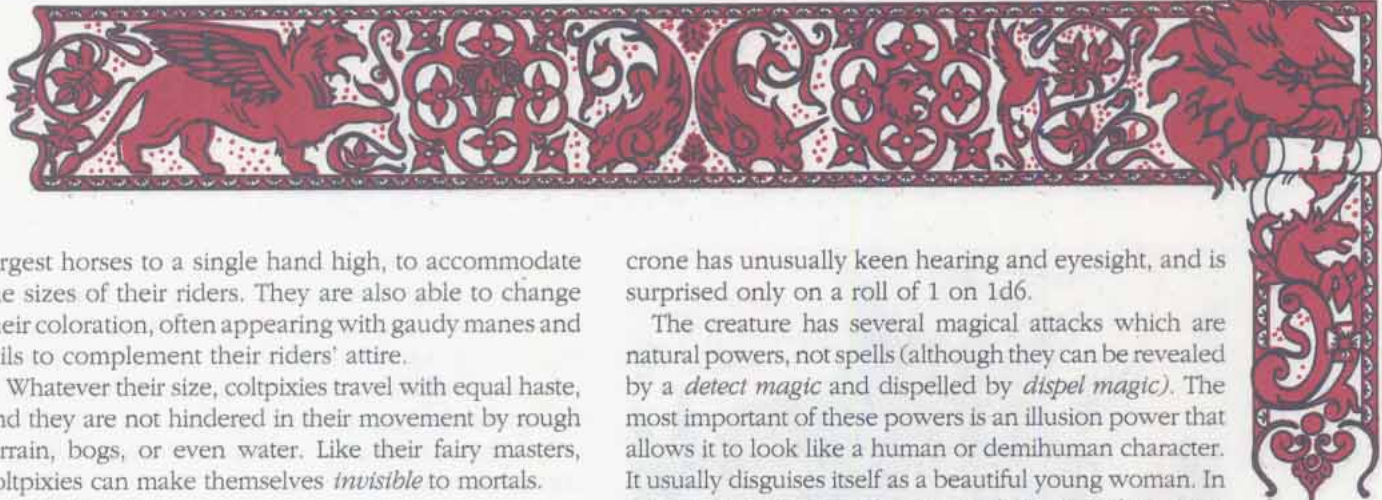 rgest horses to a single hand high, to accommodate
e sizes of their riders. They are also able to change
eir coloration, often appearing with gaudy manes and
ils to complement their riders' attire.
Whatever their size, coltpixies travel with equal haste,
nd they are not hindered in their movement by rough
rrain, bogs, or even water. Like their fairy masters,
oltpixies can make themselves invisible to mortals.
crone has unusually keen hearing and eyesight, and is
surprised only on a roll of 1 on 1d6.
The creature has several magical attacks which are
natural powers, not spells (although they can be revealed
by a detect magic and dispelled by dispel magic). The
most important of these powers is an illusion power that
allows it to look like a human or demihuman character.
It usually disguises itself as a beautiful young woman. In